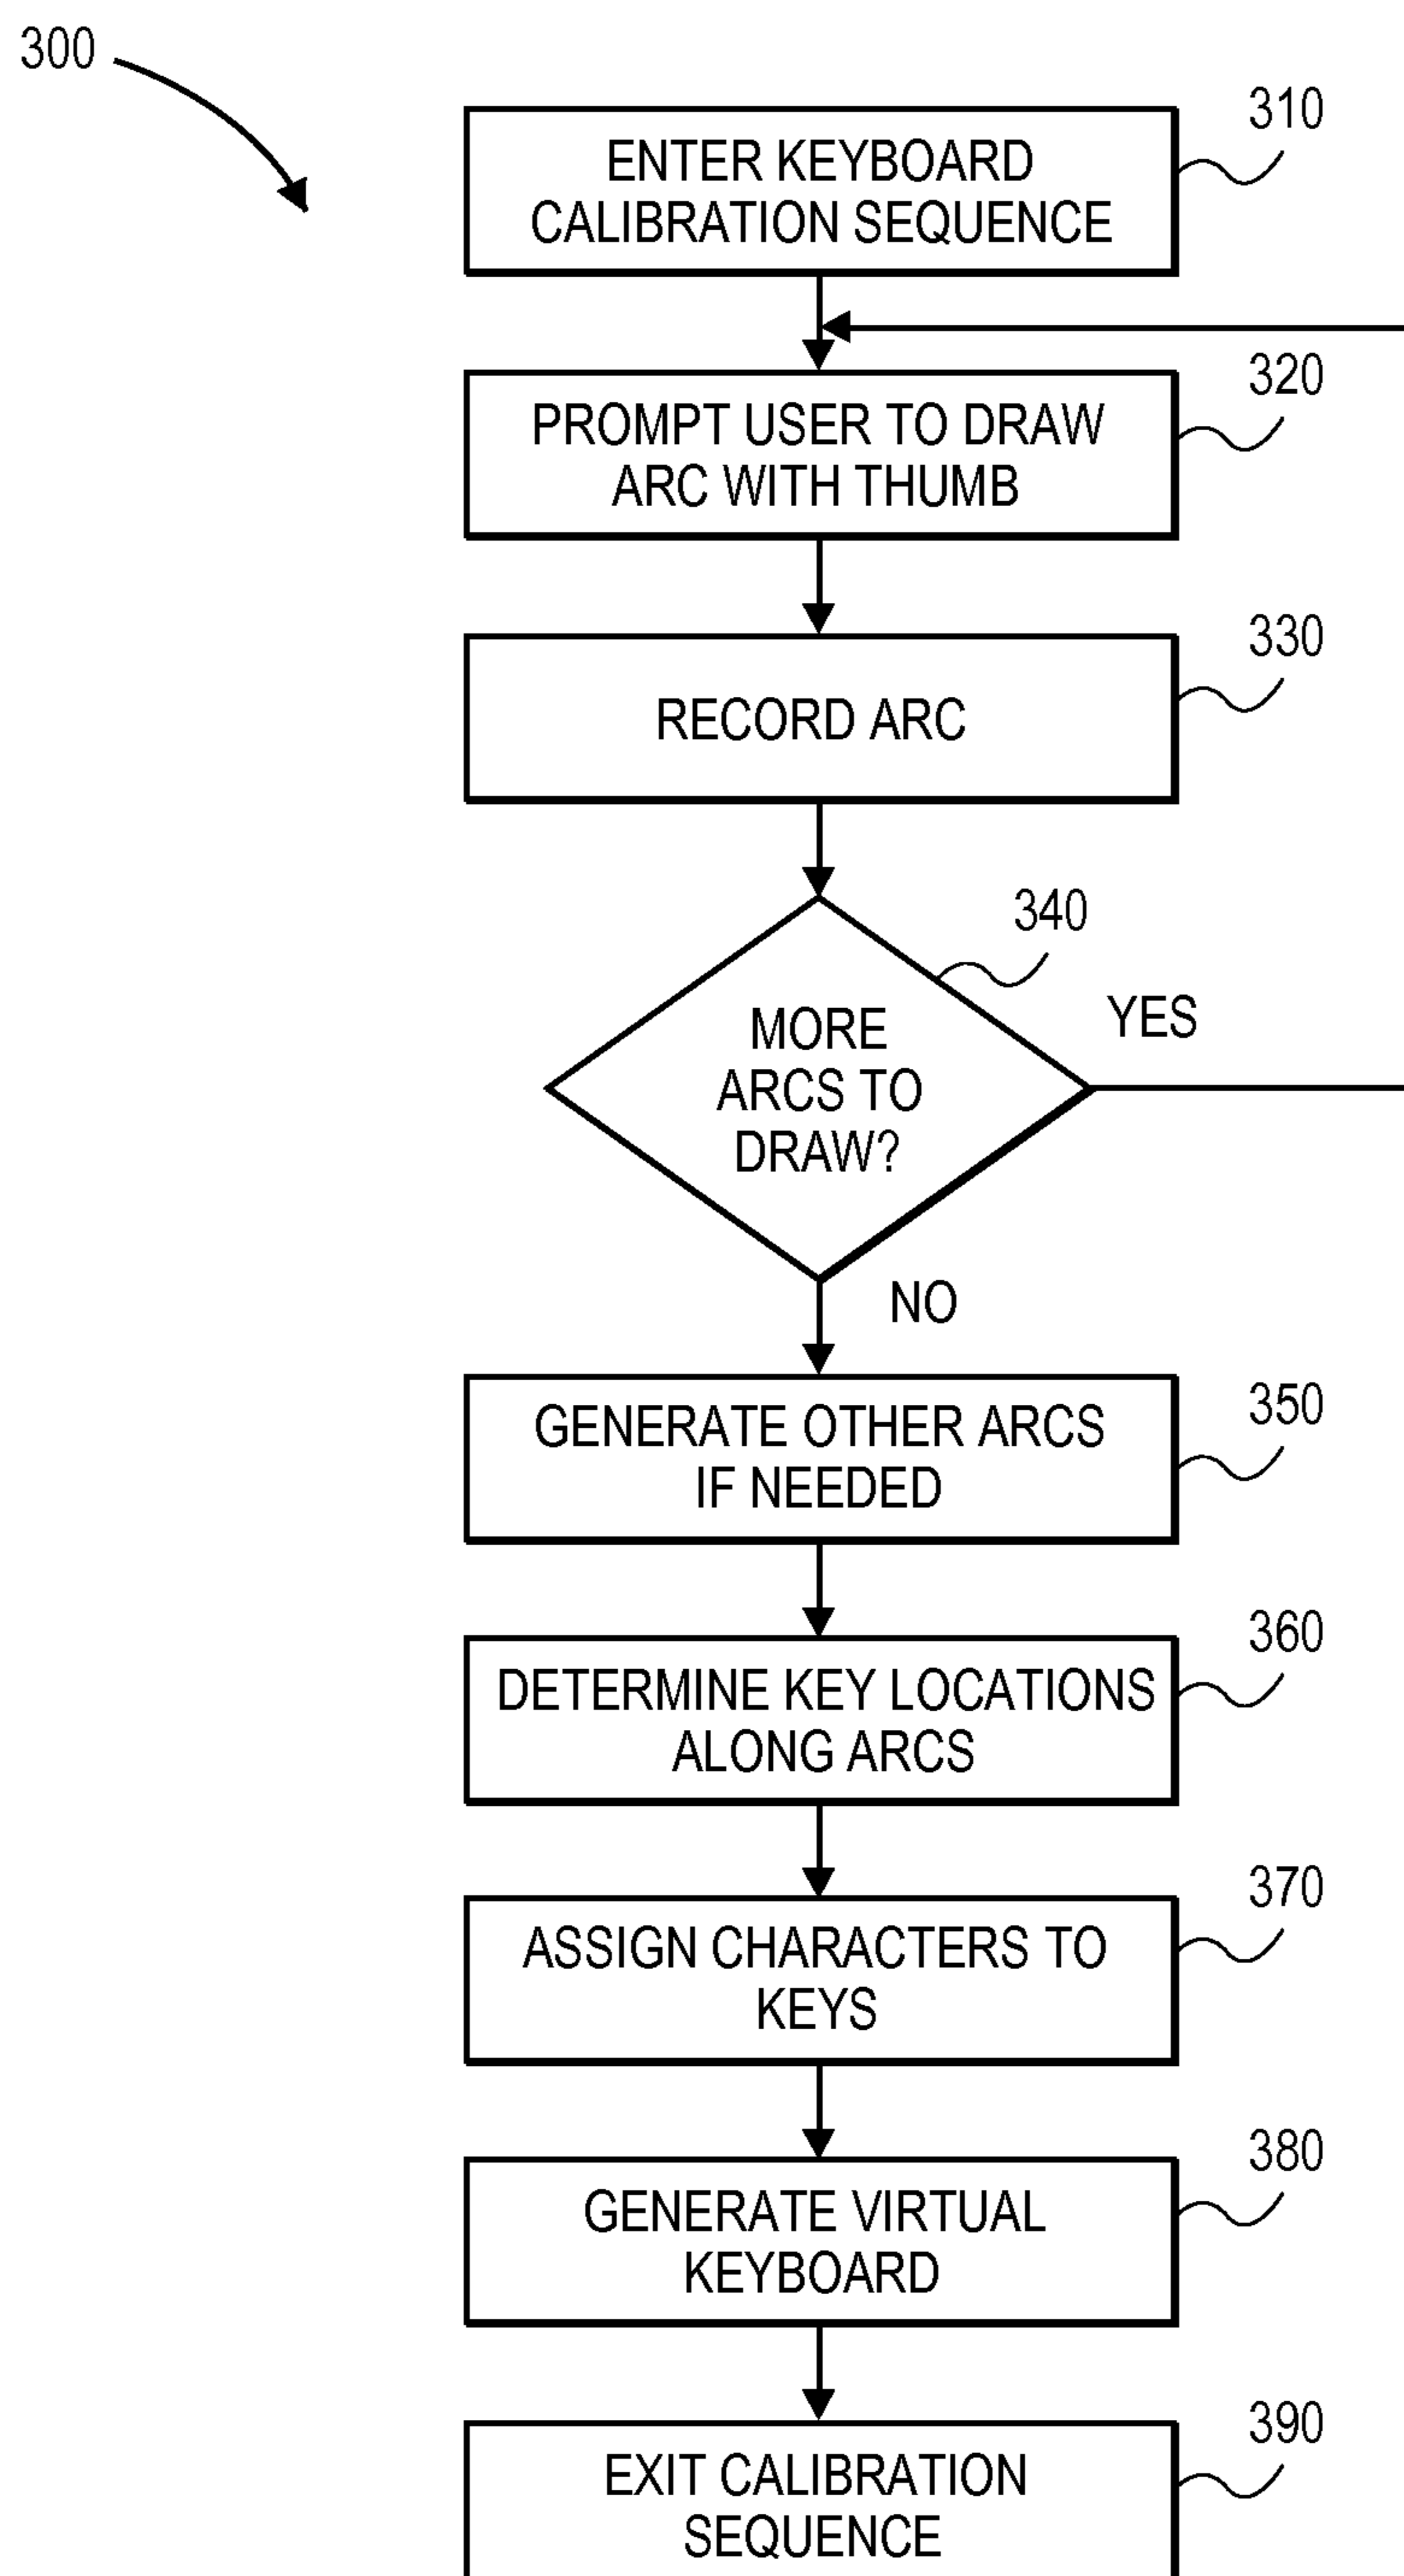 300
310
ENTER KEYBOARD
CALIBRATION SEQUENCE
320
PROMPT USER TO DRAW
ARC WITH THUMB
330
RECORD ARC
340
MORE
ARCS TO
DRAW?
YES
NO
350
GENERATE OTHER ARCS
IF NEEDED
360
DETERMINE KEY LOCATIONS
ALONG ARCS
370
ASSIGN CHARACTERS TO
KEYS
380
GENERATE VIRTUAL
KEYBOARD
390
EXIT CALIBRATION
SEQUENCE